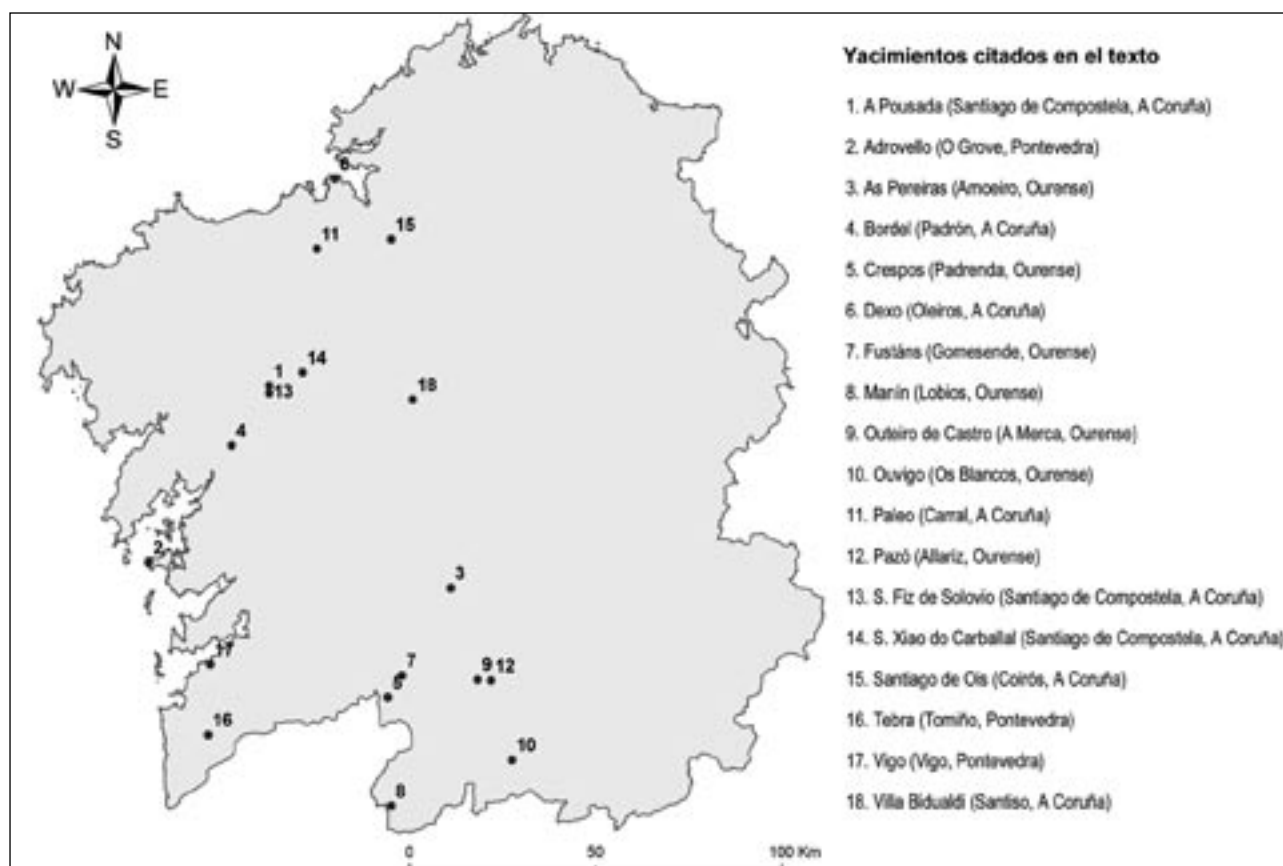 N
W E
S
Yacimientos citados en el texto
1. A Pousada (Santiago de Compostela, A Coruña)
2. Adrovello (O Grove, Pontevedra)
3. As Pereiras (Amoeiro, Ourense)
4. Bordel (Padrón, A Coruña)
5. Crespos (Padrenda, Ourense)
6. Dexo (Oleiros, A Coruña)
7. Fustáns (Gomesende, Ourense)
8. Manín (Lobios, Ourense)
9. Outeiro de Castro (A Merca, Ourense)
10. Ouvigo (Os Blancos, Ourense)
11. Paleo (Carral, A Coruña)
12. Pazó (Allariz, Ourense)
13. S. Fiz de Solovio (Santiago de Compostela, A Coruña)
14. S. Xiao do Carballal (Santiago de Compostela, A Coruña)
15. Santiago de Ois (Coirós, A Coruña)
16. Tebra (Tomiño, Pontevedra)
17. Vigo (Vigo, Pontevedra)
18. Villa Bidualdi (Santiso, A Coruña)
6
15
11
14
1
13
18
4
2
3
17
7
9 12
5
16
10
8
0 50 100 Km